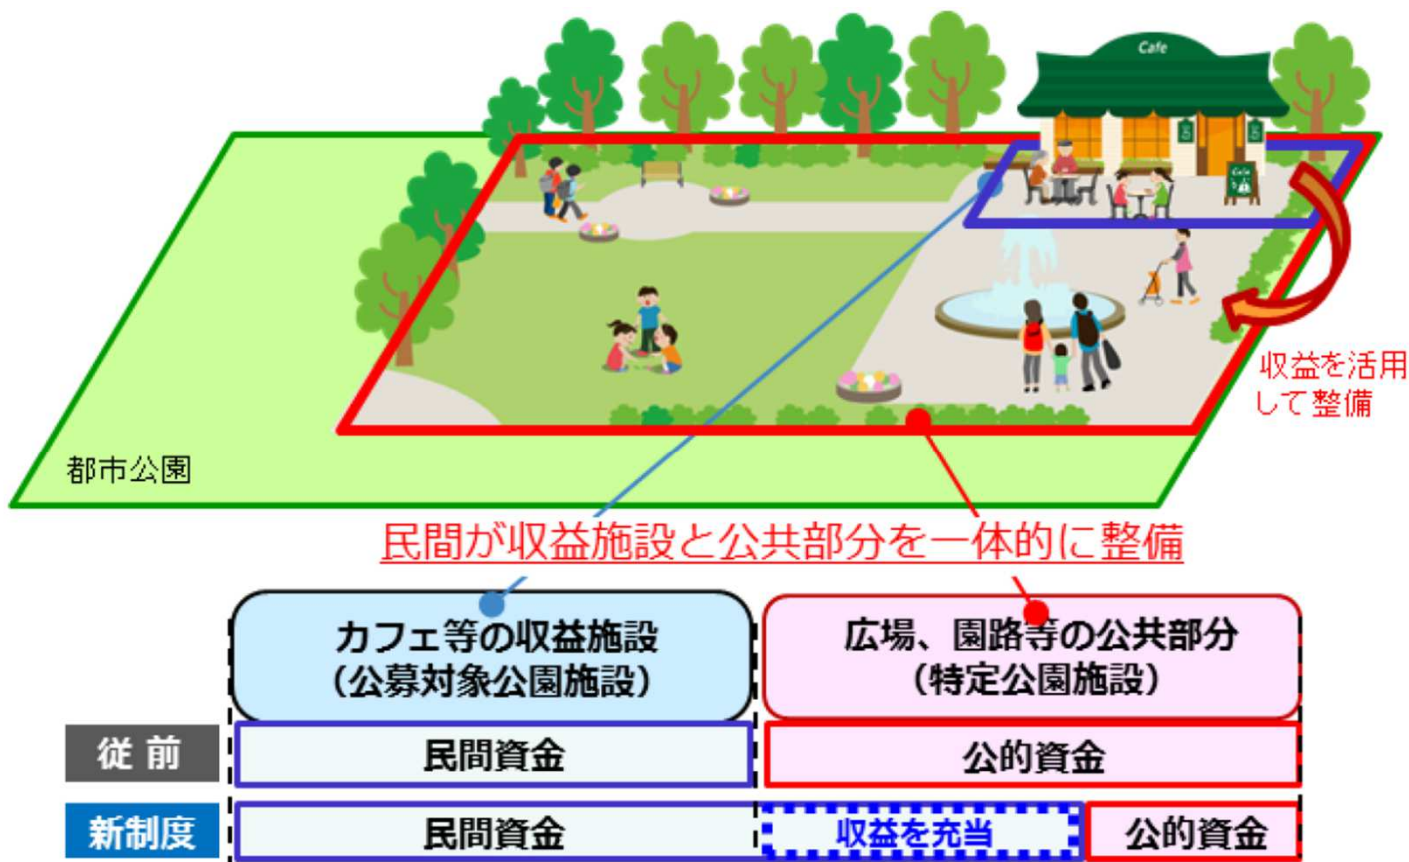 Cafe
Cafe
収益を活用
して整備
都市公園
民間が収益施設と公共部分を一体的に整備
カフェ等の収益施設
（公募対象公園施設）
広場、園路等の公共部分
（特定公園施設）
従前
民間資金
公的資金
新制度
民間資金
収益を充当
公的資金